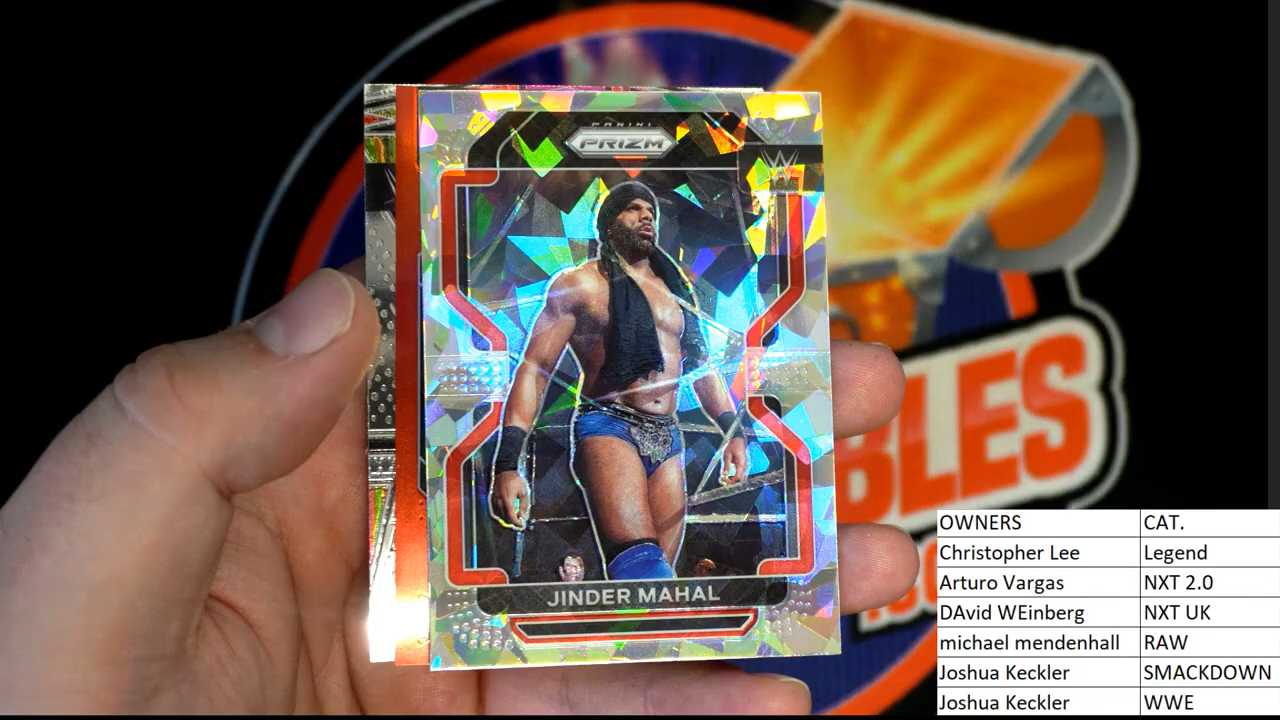 PANINI
PRIZM
W
JINDER MAHAL
BLES
OWNERS CAT.
Christopher Lee Legend
Arturo Vargas NXT 2.0
DAvid WEinberg NXT UK
michael mendenhall RAW
Joshua Keckler SMACKDOWN
Joshua Keckler WWE